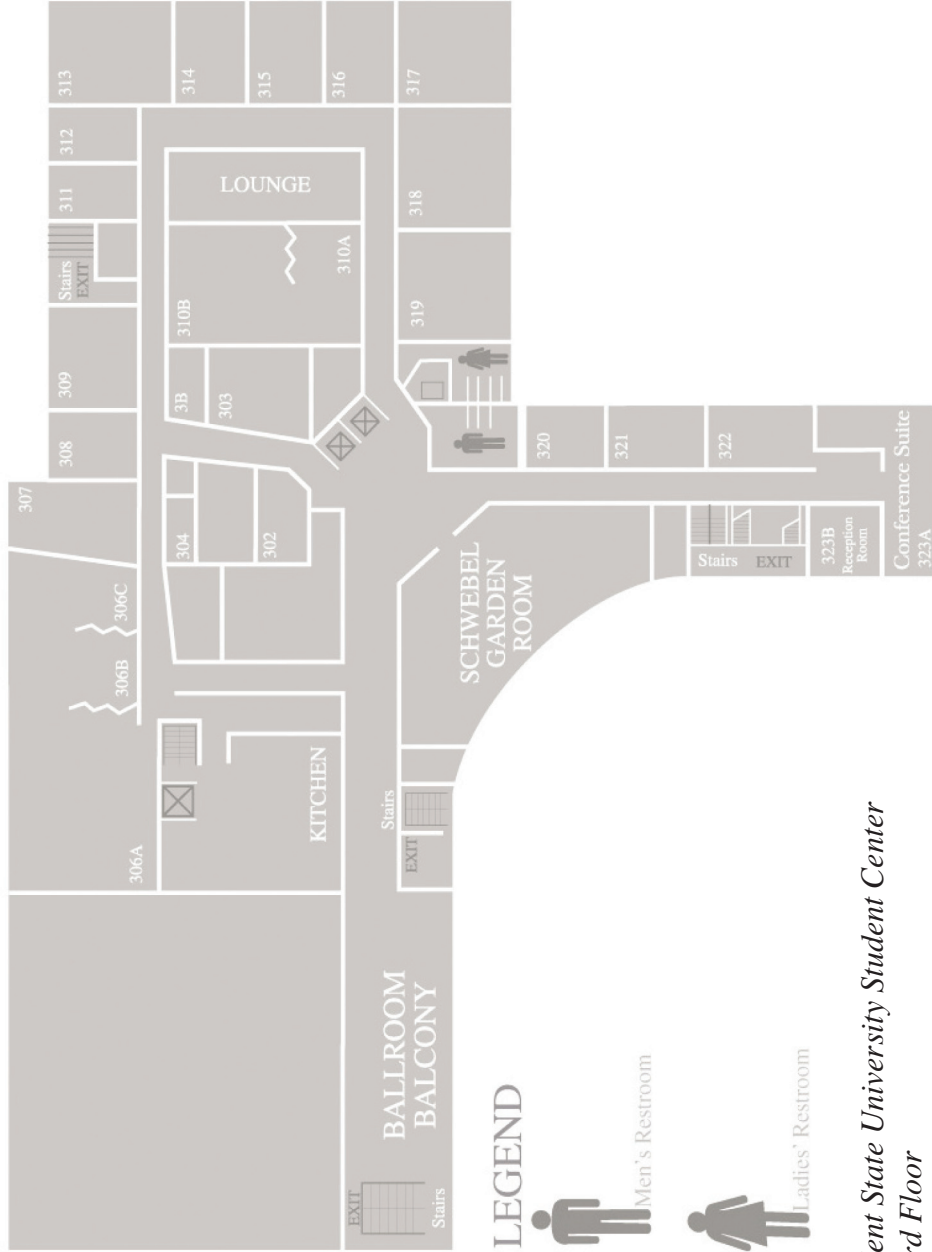 313
314
315
316
317
312
311
LOUNGE
318
Stairs
EXIT
310A
310B
319
309
3B
303
308
307
304
302
320
321
322
306C
306B
SCHWEBEL
GARDEN
ROOM
Stairs
EXIT
323B
Reception
Room
Conference Suite
323A
KITCHEN
306A
Stairs
EXIT
BALLROOM
BALCONY
EXIT
Stairs
LEGEND
Men's Restroom
Ladies' Restroom
ent State University Student Center
rd Floor